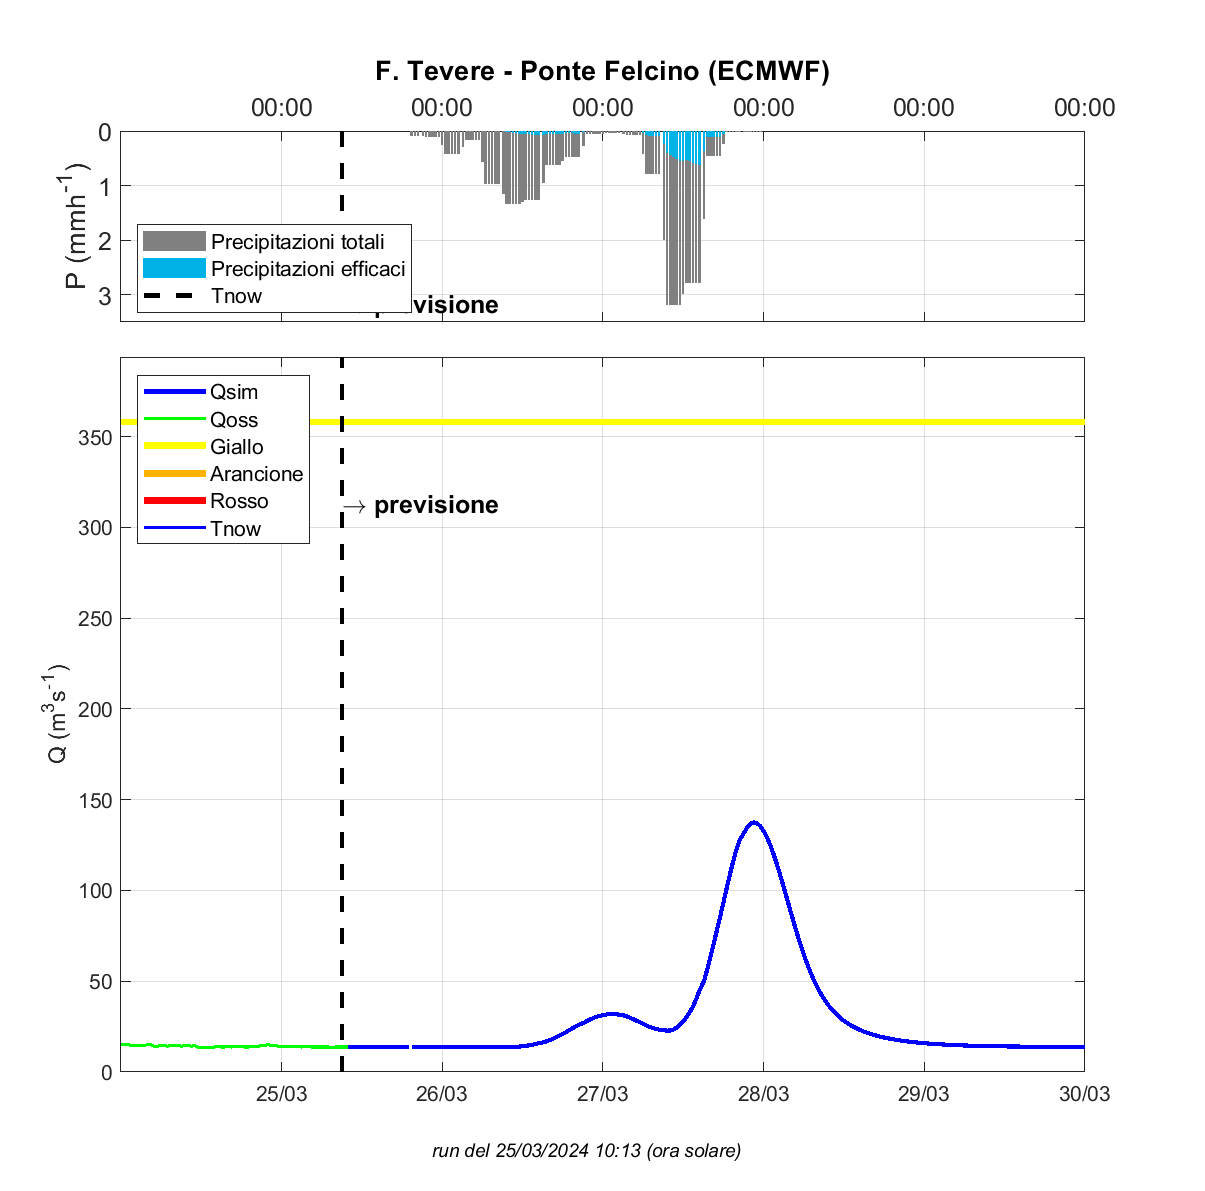 F. Tevere - Ponte Felcino (ECMWF)
00:00 00:00 00:00 00:00 00:00 00:00
0
1
2
3
P (mmh⁻¹)
Precipitazioni totali
Precipitazioni efficaci
Tnow
visione
Qsim
Qoss
Giallo
Arancione
Rosso
Tnow
→ previsione
350
300
250
200
150
100
50
0
Q (m³s⁻¹)
25/03 26/03 27/03 28/03 29/03 30/03
run del 25/03/2024 10:13 (ora solare)